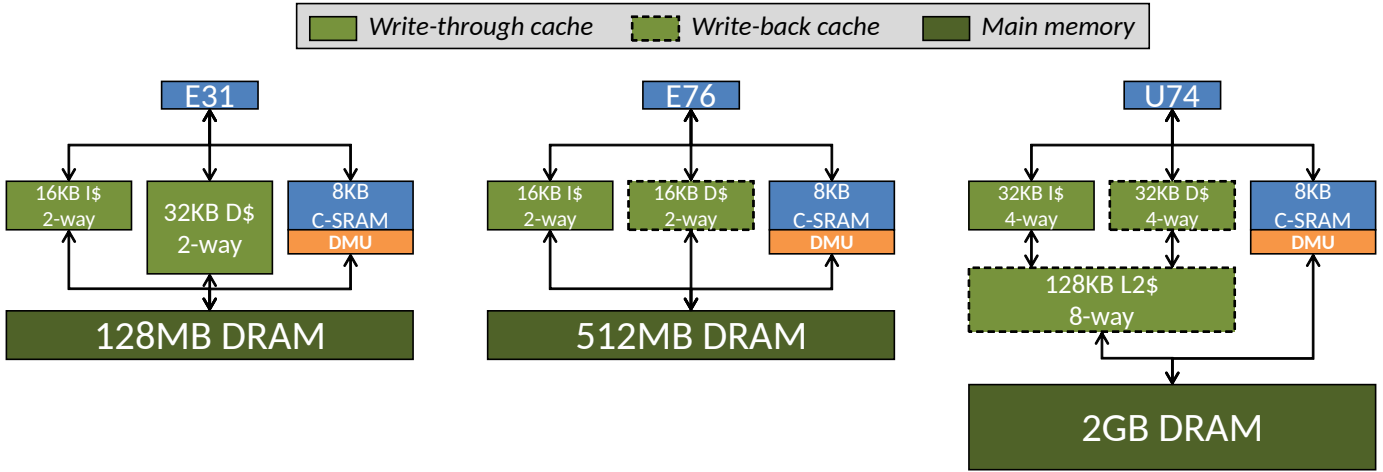 Write-through cache
Write-back cache
Main memory
E31
16KB I$
2-way
32KB D$
2-way
8KB
C-SRAM
DMU
128MB DRAM
E76
16KB I$
2-way
16KB D$
2-way
8KB
C-SRAM
DMU
512MB DRAM
U74
32KB I$
4-way
32KB D$
4-way
8KB
C-SRAM
DMU
128KB L2$
8-way
2GB DRAM